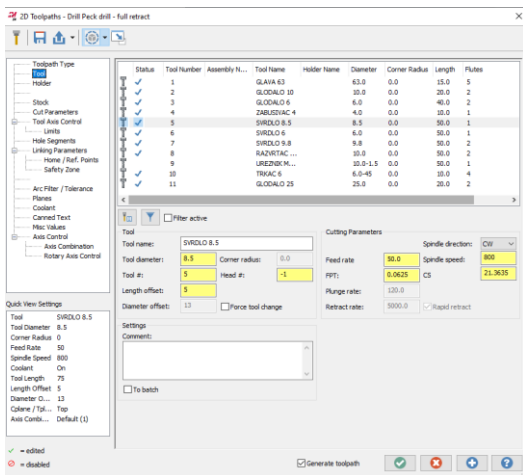 2D Toolpaths - Drill Peck drill - full retract
Toolpath Type
Tool
Holder
Stock
Cut Parameters
Tool Axis Control
Limits
Hole Segments
Linking Parameters
Home / Ref. Points
Safety Zone
Arc Filter / Tolerance
Planes
Coolant
Canned Text
Misc Values
Axis Control
Axis Combination
Rotary Axis Control
Quick View Settings
Tool SVRDLO 8.5
Tool Diameter 8.5
Corner Radius 0
Feed Rate 50
Spindle Speed 800
Coolant On
Tool Length 75
Length Offset 5
Diameter O... 13
Cplane / Tpl... Top
Axis Combi... Default (1)
= edited
= disabled
Status Tool Number Assembly N... Tool Name Holder Name Diameter Corner Radius Length Flutes
1 GLAVA 63 63.0 0.0 15.0 5
2 GLODALO 10 10.0 0.0 20.0 2
3 GLODALO 6 6.0 0.0 40.0 2
4 ZABUSIVAC 4 4.0 0.0 10.0 1
5 SVRDLO 8.5 8.5 0.0 50.0 1
6 SVRDLO 6 6.0 0.0 50.0 1
7 SVRDLO 9.8 9.8 0.0 50.0 2
8 RAZVRTAC ... 10.0 0.0 50.0 2
9 UREZNIK M... 10.0-1.5 0.0 50.0 1
10 TRKAC 6 6.0-45 0.0 10.0 4
11 GLODALO 25 25.0 0.0 20.0 2
Filter active
Tool
Tool name: SVRDLO 8.5
Tool diameter: 8.5 Corner radius: 0.0
Tool #: 5 Head #: -1
Length offset: 5
Diameter offset: 13 Force tool change
Cutting Parameters
Spindle direction: CW
Feed rate 50.0 Spindle speed: 800
FPT: 0.0625 CS 21.3635
Plunge rate: 120.0
Retract rate: 5000.0 Rapid retract
Settings
Comment:
To batch
Generate toolpath